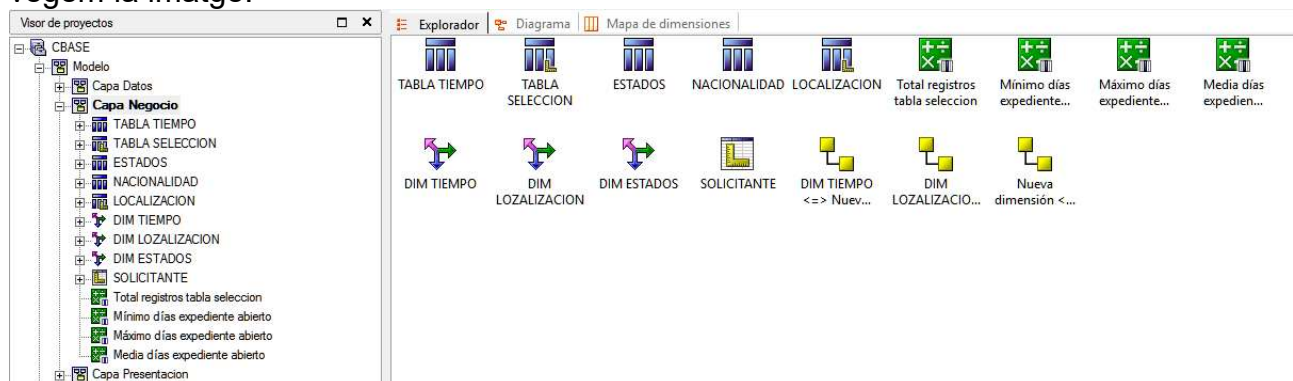 vegem la imatge.
Visor de proyectos
CBASE
Modelo
Capa Datos
Capa Negocio
TABLA TIEMPO
TABLA SELECCION
ESTADOS
NACIONALIDAD
LOCALIZACION
DIM TIEMPO
DIM LOZALIZACION
DIM ESTADOS
SOLICITANTE
Total registros tabla seleccion
Mínimo días expediente abierto
Máximo días expediente abierto
Media días expediente abierto
Capa Presentacion
Explorador Diagrama Mapa de dimensiones
TABLA TIEMPO TABLA ESTADOS NACIONALIDAD LOCALIZACION Total registros Mínimo días Máximo días Media días
SELECCION tabla seleccion expediente... expediente... expedien...
DIM TIEMPO DIM DIM ESTADOS SOLICITANTE DIM TIEMPO DIM Nueva
LOZALIZACION <=> Nuev... LOZALIZACIO... dimensión <...